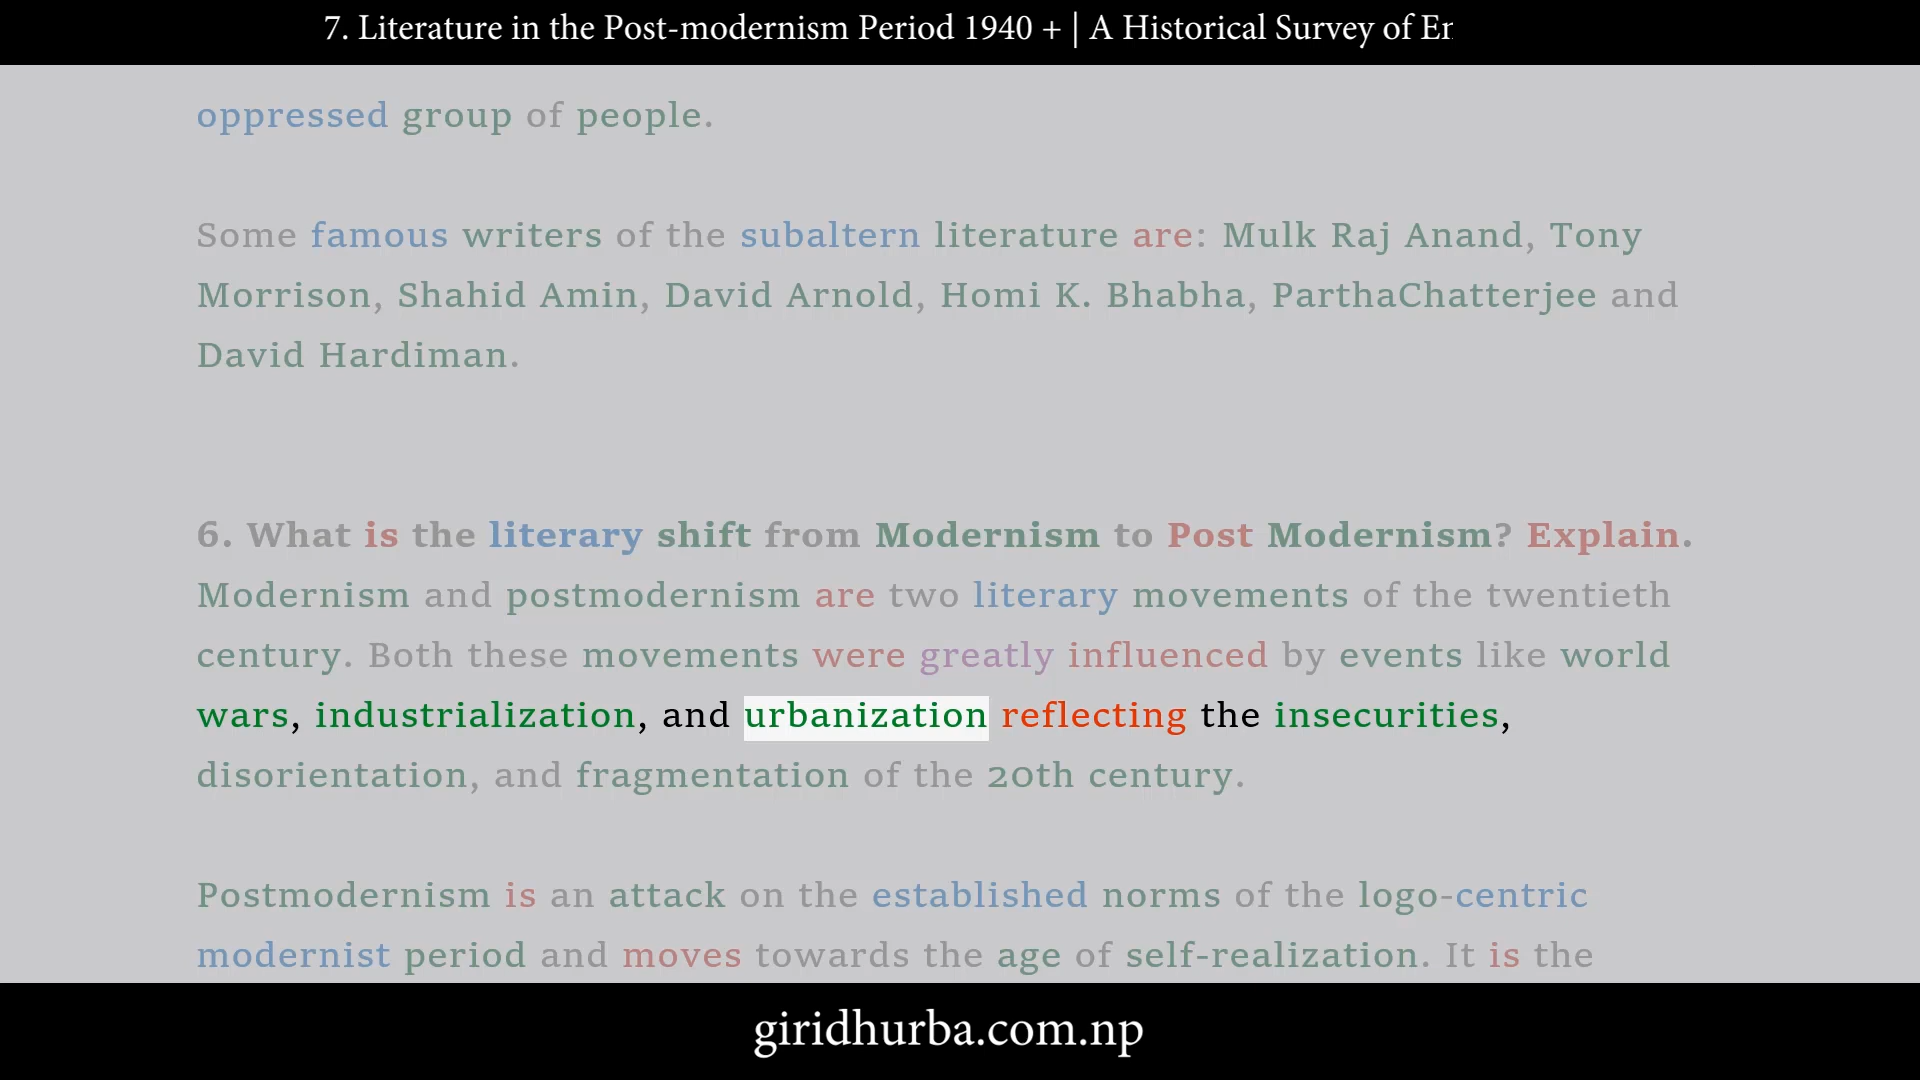 7. Literature in the Post-modernism Period 1940 + | A Historical Survey of En
oppressed group of people.
Some famous writers of the subaltern literature are: Mulk Raj Anand, Tony
Morrison, Shahid Amin, David Arnold, Homi K. Bhabha, ParthaChatterjee and
David Hardiman.
6. What is the literary shift from Modernism to Post Modernism? Explain.
Modernism and postmodernism are two literary movements of the twentieth
century. Both these movements were greatly influenced by events like world
wars, industrialization, and urbanization reflecting the insecurities,
disorientation, and fragmentation of the 20th century.
Postmodernism is an attack on the established norms of the logo-centric
modernist period and moves towards the age of self-realization. It is the
giridhurba.com.np